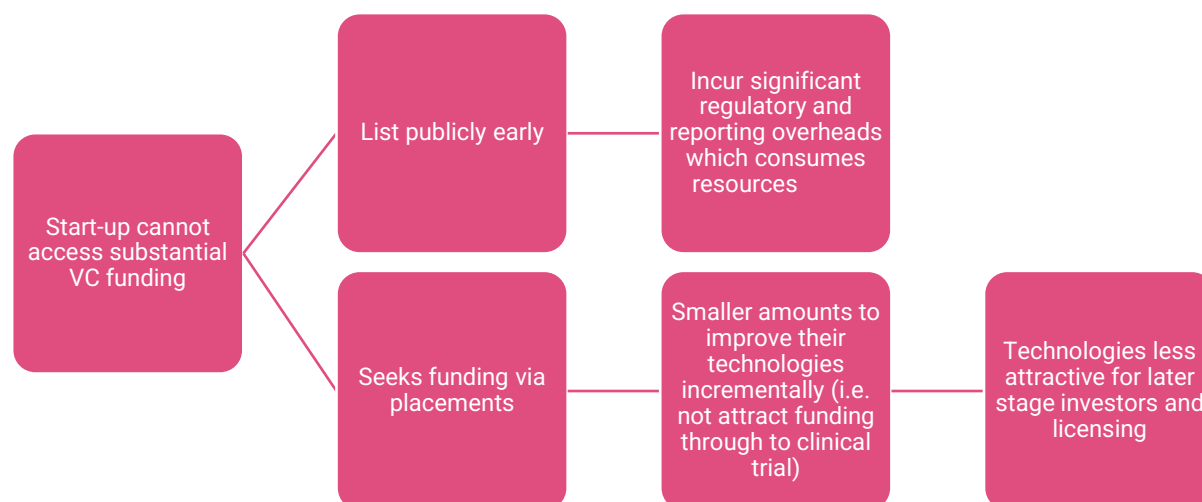 Start-up cannot
access substantial
VC funding
List publicly early
Incur significant
regulatory and
reporting overheads
which consumes
resources
Seeks funding via
placements
Smaller amounts to
improve their
technologies
incrementally (i.e.
not attract funding
through to clinical
trial)
Technologies less
attractive for later
stage investors and
licensing